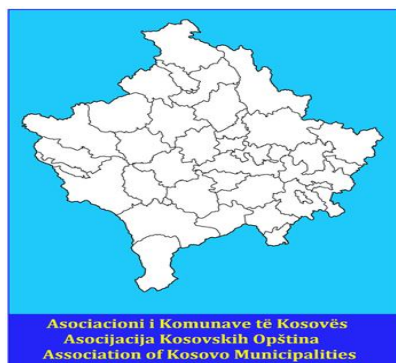 Asociacioni i Komunave të Kosovës
Asocijacija Kosovskih Opština
Association of Kosovo Municipalities